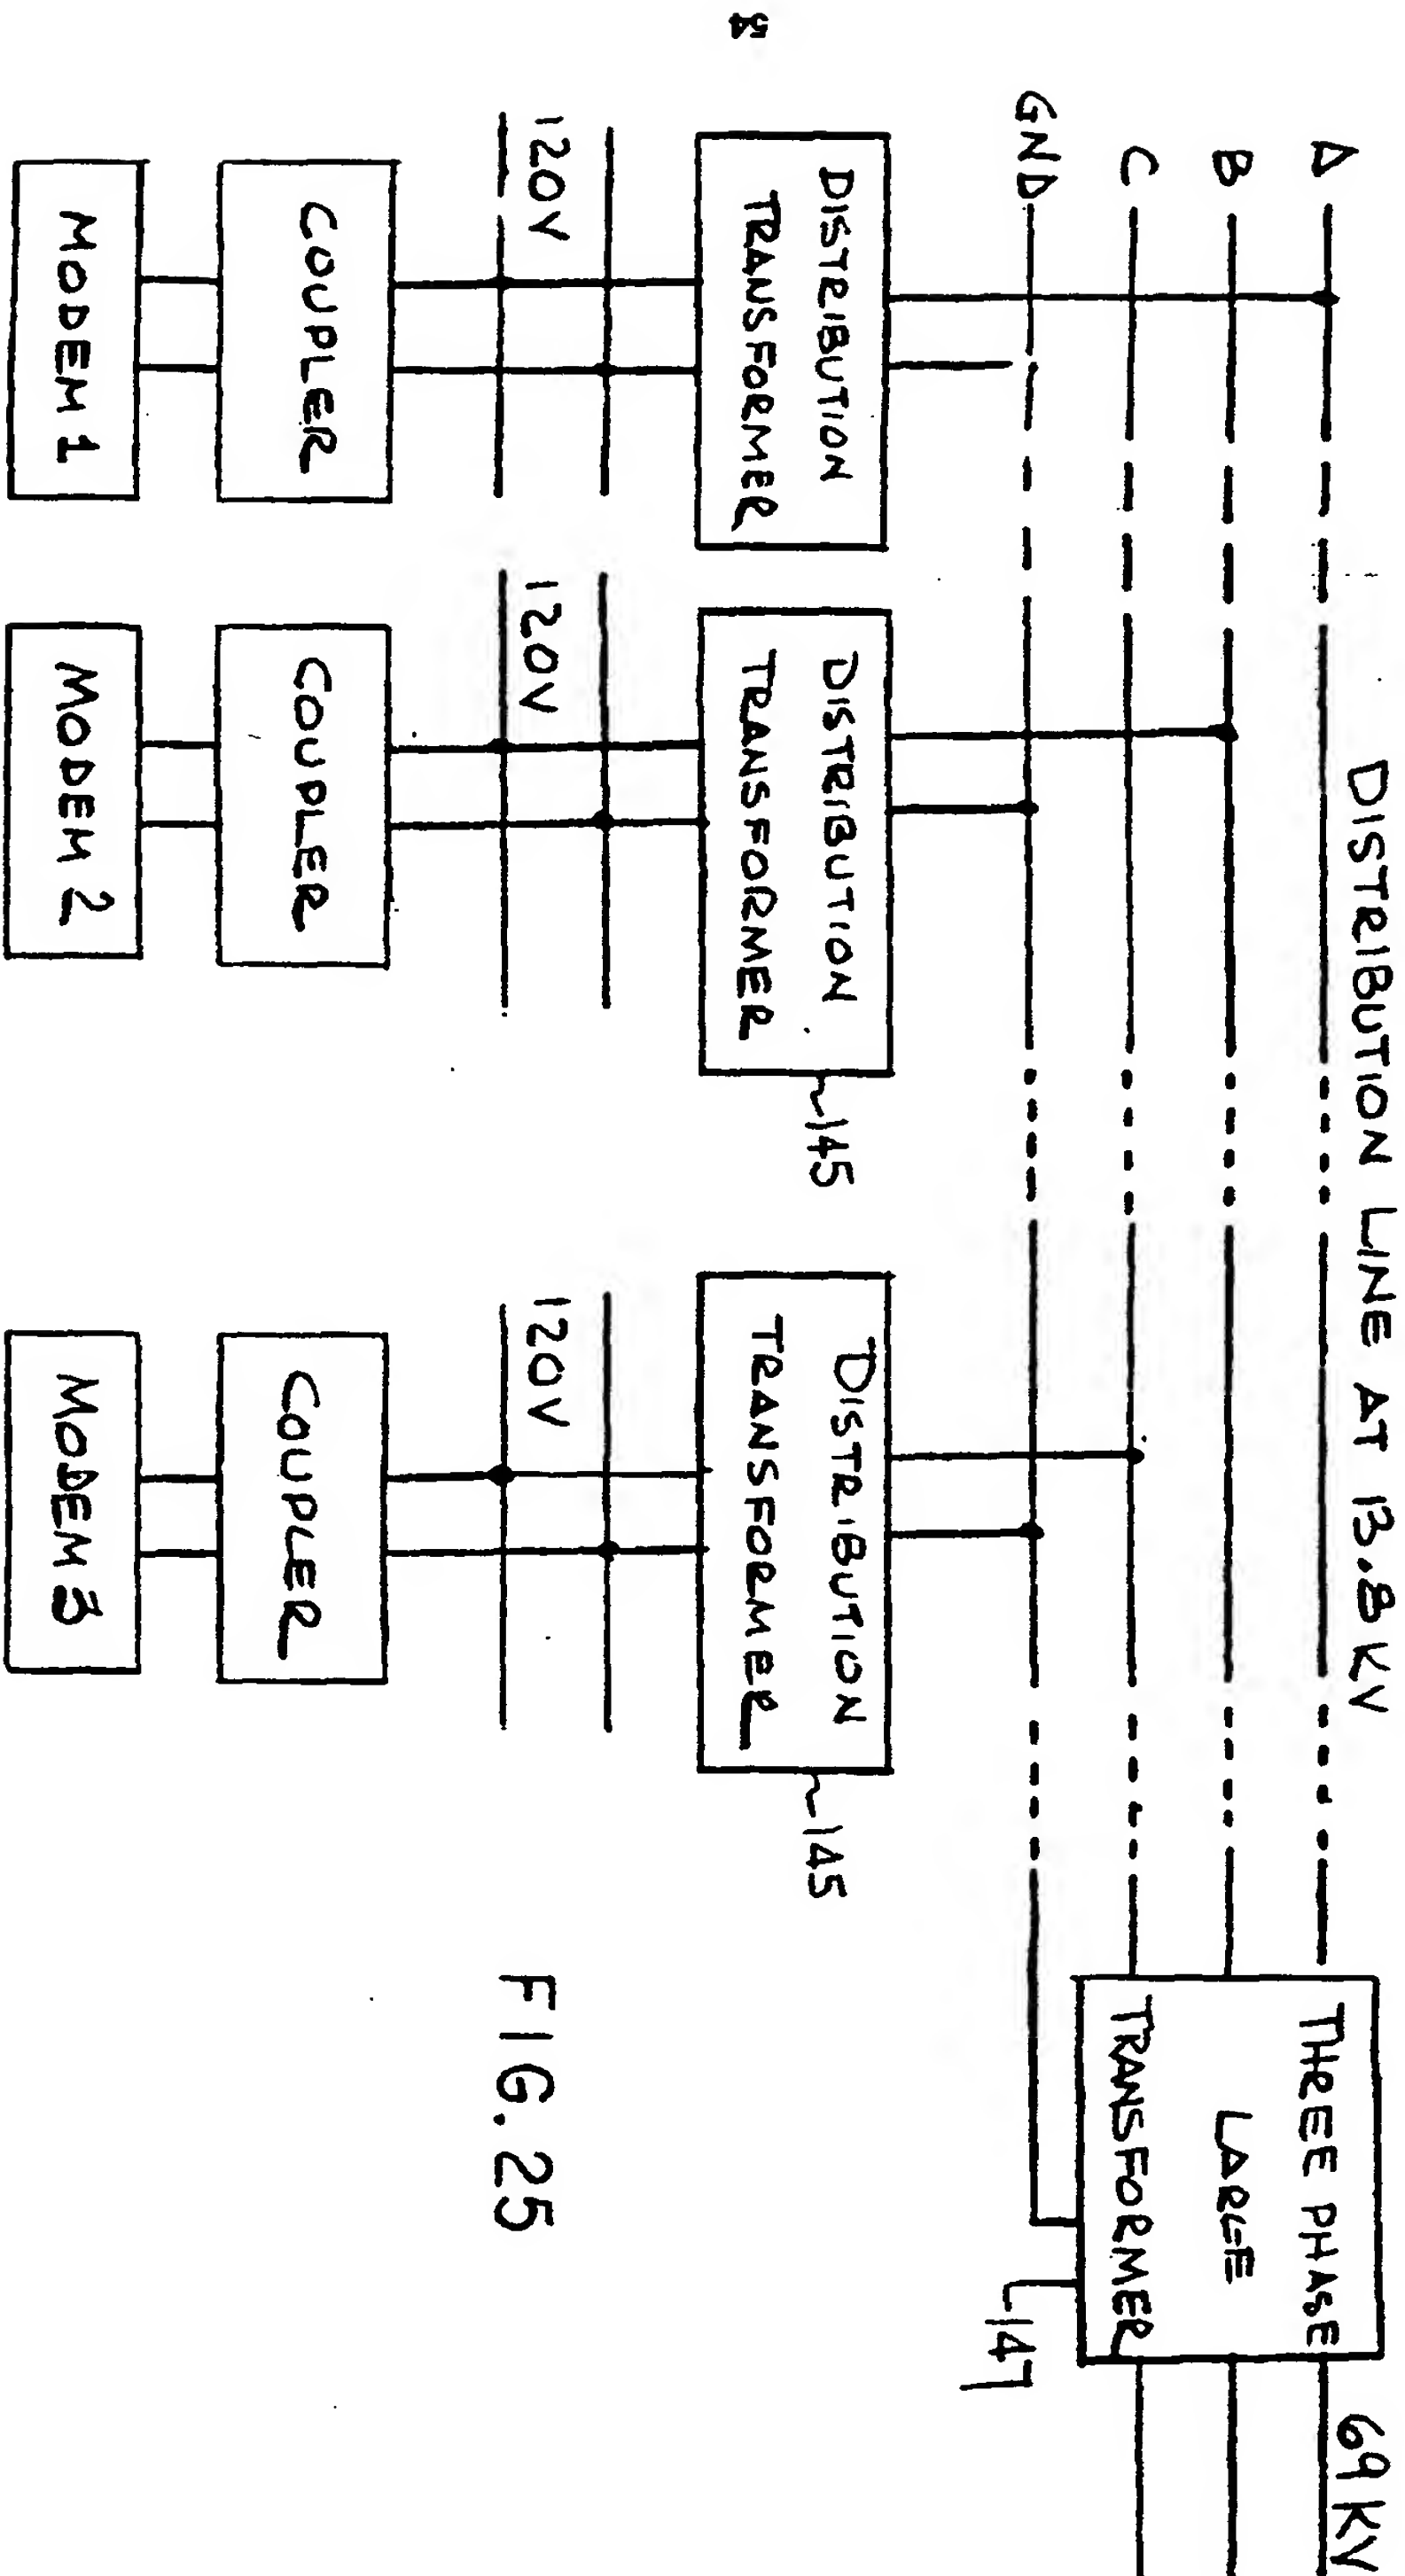 54
DISTRIBUTION LINE AT 13.8 KV
69 KV
A
B
C
GND
THREE PHASE
LARGE
TRANSFORMER
147
DISTRIBUTION
TRANSFORMER
DISTRIBUTION
TRANSFORMER
145
DISTRIBUTION
TRANSFORMER
145
120V
120V
120V
COUPLER
COUPLER
COUPLER
MODEM 1
MODEM 2
MODEM 3
FIG. 25